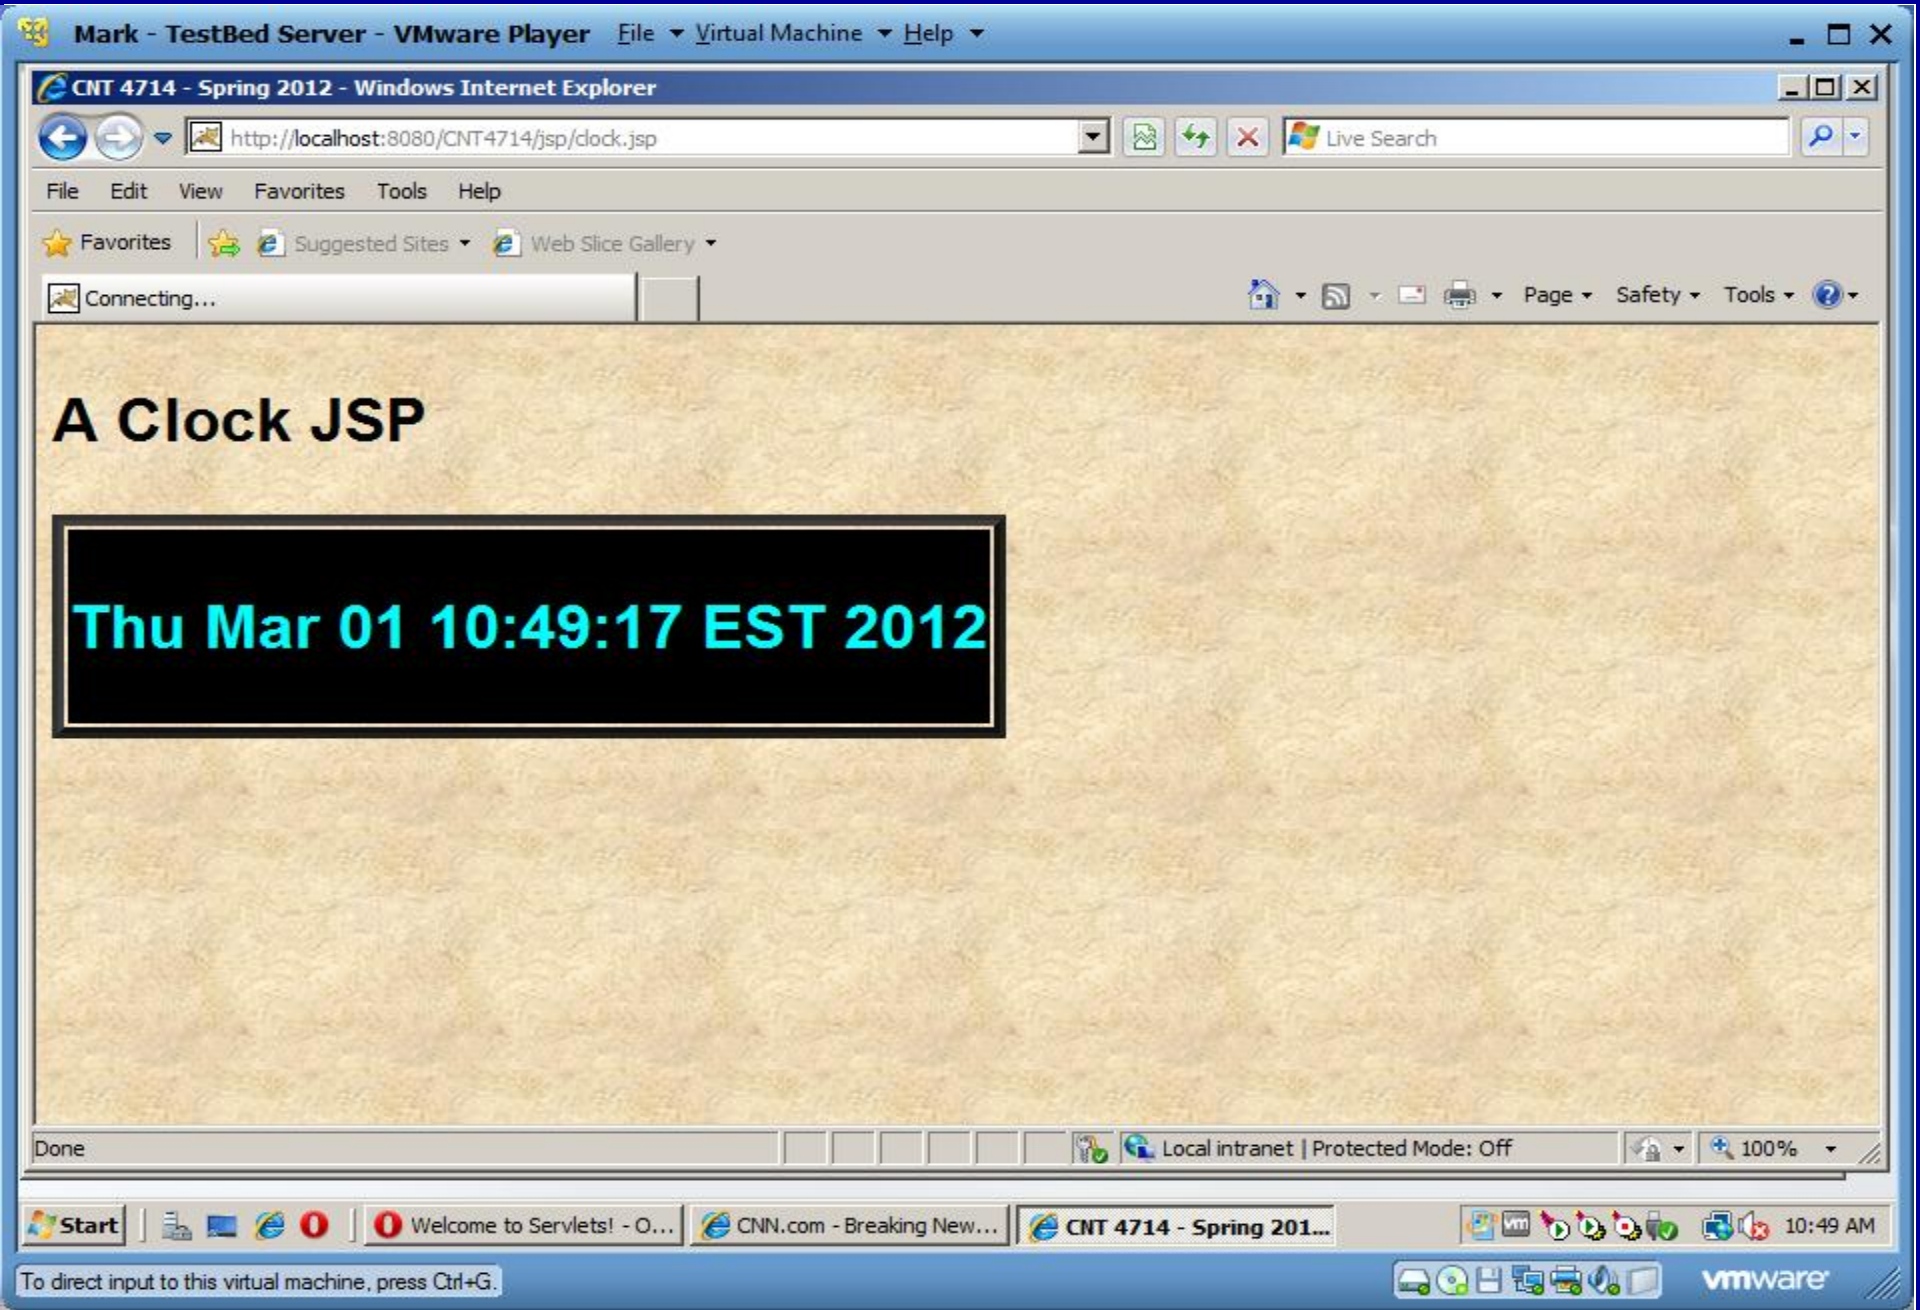 Mark - TestBed Server - VMware Player File Virtual Machine Help
CNT 4714 - Spring 2012 - Windows Internet Explorer
http://localhost:8080/CNT4714/jsp/clock.jsp Live Search
File Edit View Favorites Tools Help
Favorites Suggested Sites Web Slice Gallery
Connecting... Page Safety Tools
A Clock JSP
Thu Mar 01 10:49:17 EST 2012
Done Local intranet | Protected Mode: Off 100%
Start Welcome to Servlets! - O... CNN.com - Breaking New... CNT 4714 - Spring 201... vm 10:49 AM
To direct input to this virtual machine, press Ctrl+G. vmware